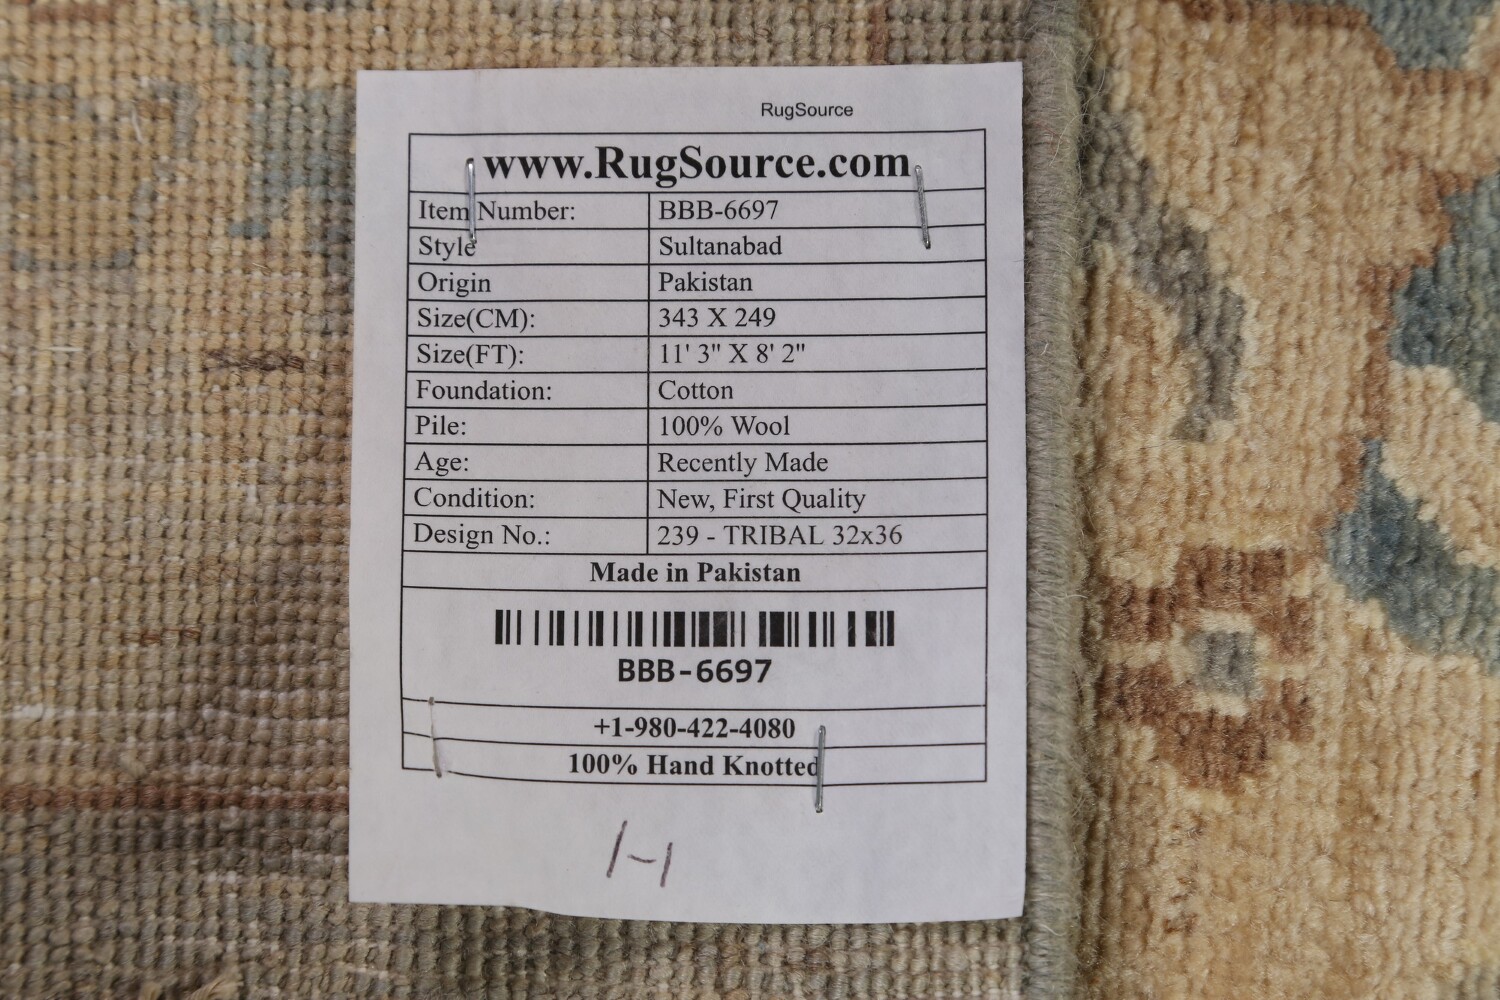 RugSource
www.RugSource.com
Item Number: BBB-6697
Style Sultanabad
Origin Pakistan
Size(CM): 343 X 249
Size(FT): 11' 3" X 8' 2"
Foundation: Cotton
Pile: 100% Wool
Age: Recently Made
Condition: New, First Quality
Design No.: 239 - TRIBAL 32x36
Made in Pakistan
BBB-6697
+1-980-422-4080
100% Hand Knotted
1-1